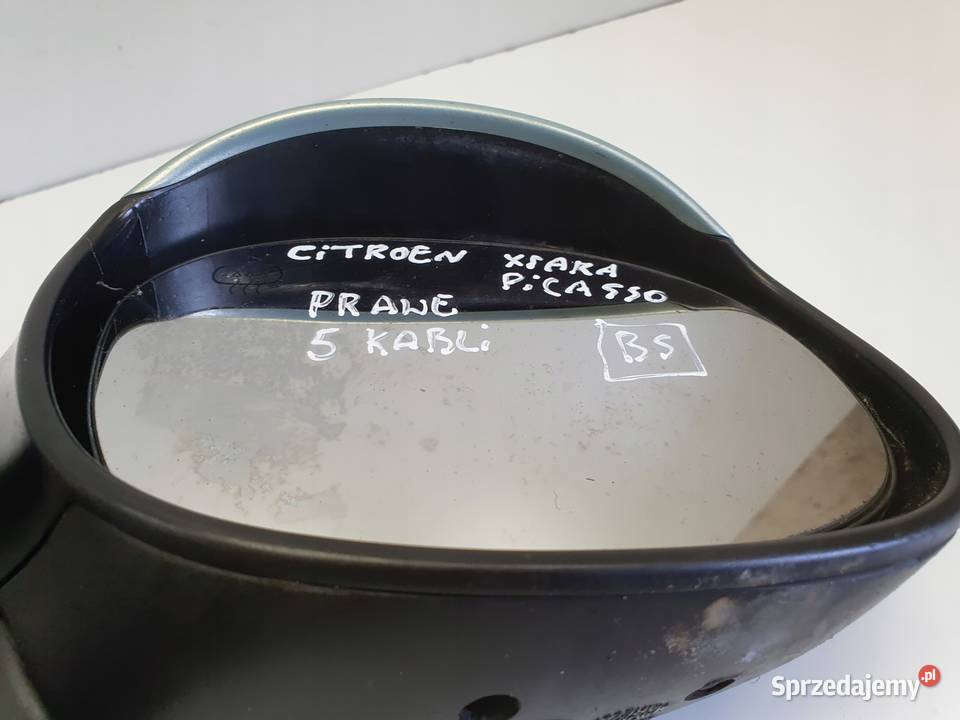 CiTROEN XSARA
PiCASSO
PRAWE
5 KABLi
BS
Sprzedajemy.pl